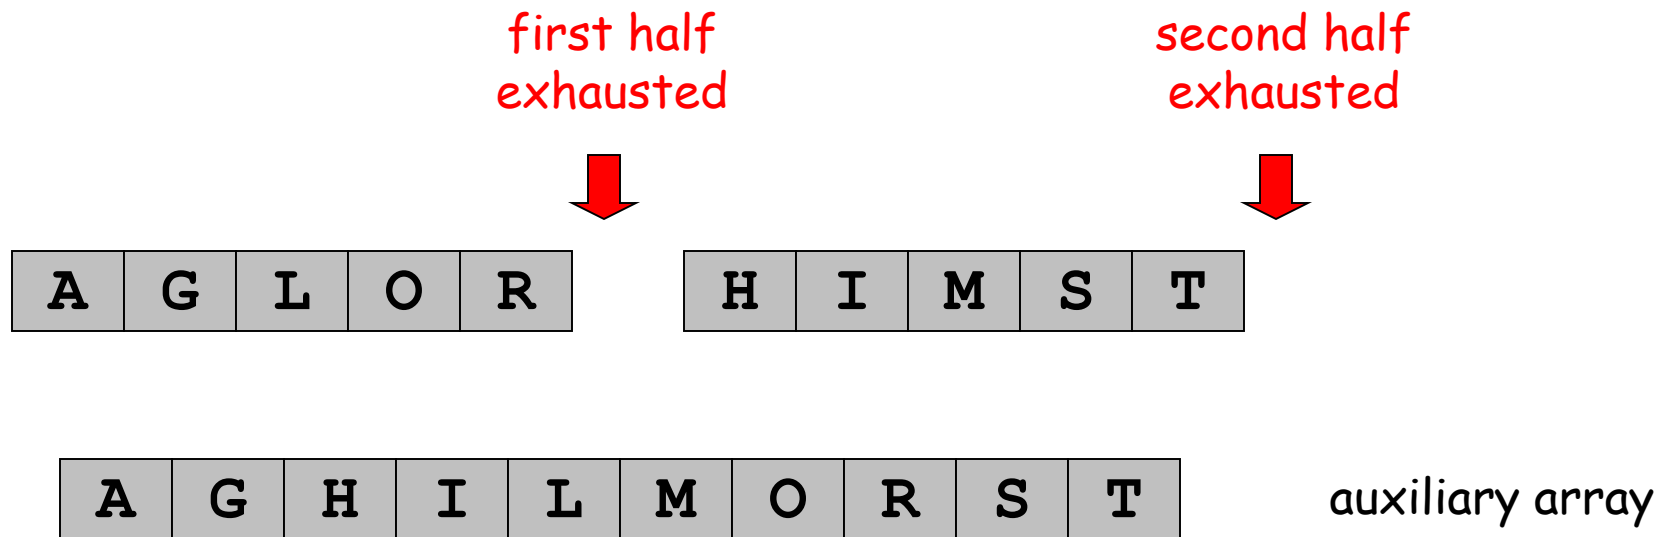 first half
exhausted
second half
exhausted
A G L O R
H I M S T
A G H I L M O R S T
auxiliary array